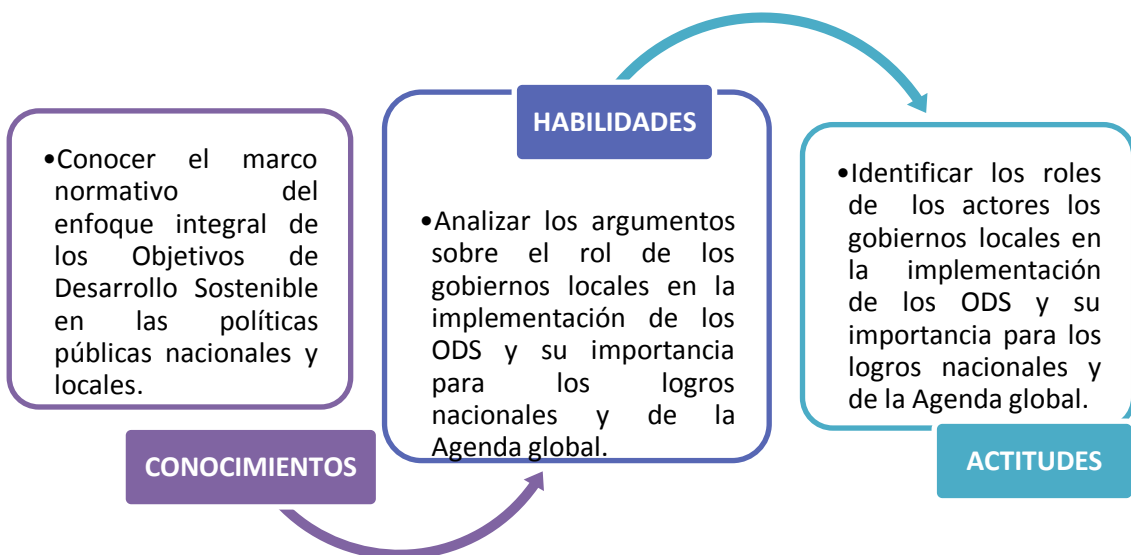 •Conocer el marco
normativo del
enfoque integral de
los Objetivos de
Desarrollo Sostenible
en las políticas
públicas nacionales y
locales.
CONOCIMIENTOS
HABILIDADES
•Analizar los argumentos
sobre el rol de los
gobiernos locales en la
implementación de los
ODS y su importancia
para los logros
nacionales y de la
Agenda global.
•Identificar los roles
de los actores los
gobiernos locales en
la implementación
de los ODS y su
importancia para los
logros nacionales y
de la Agenda global.
ACTITUDES